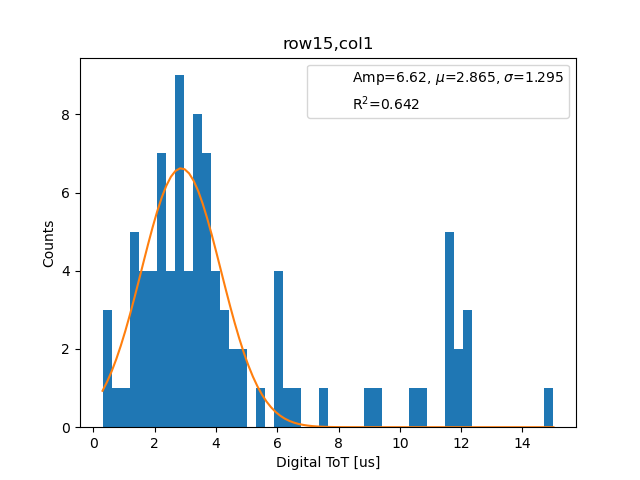 row15,col1
Amp=6.62, μ=2.865, σ=1.295
R²=0.642
Counts
8
6
4
2
0
0 2 4 6 8 10 12 14
Digital ToT [us]